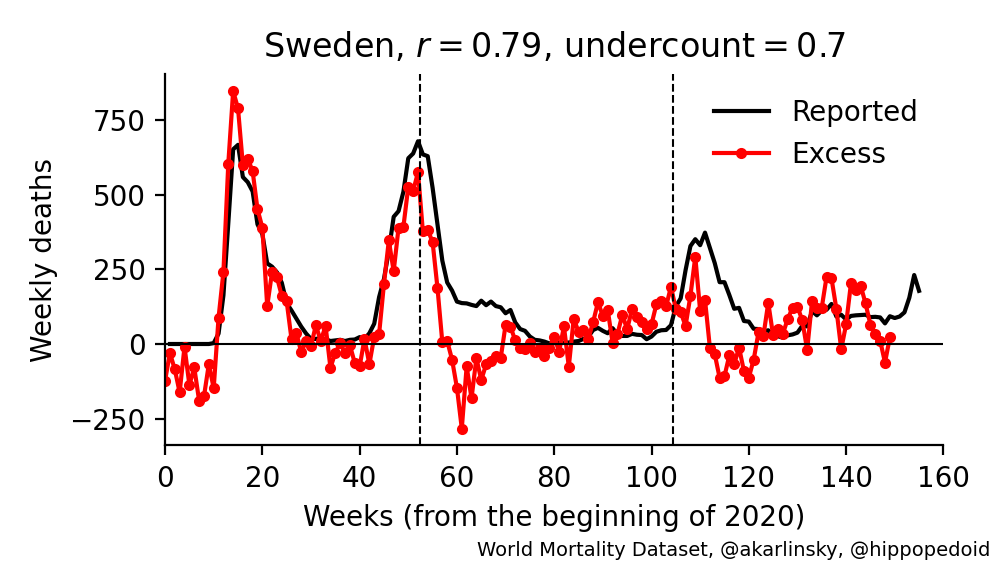 Sweden, r = 0.79, undercount = 0.7
Reported
Excess
Weekly deaths
750
500
250
0
−250
0 20 40 60 80 100 120 140 160
Weeks (from the beginning of 2020)
World Mortality Dataset, @akarlinsky, @hippopedoid